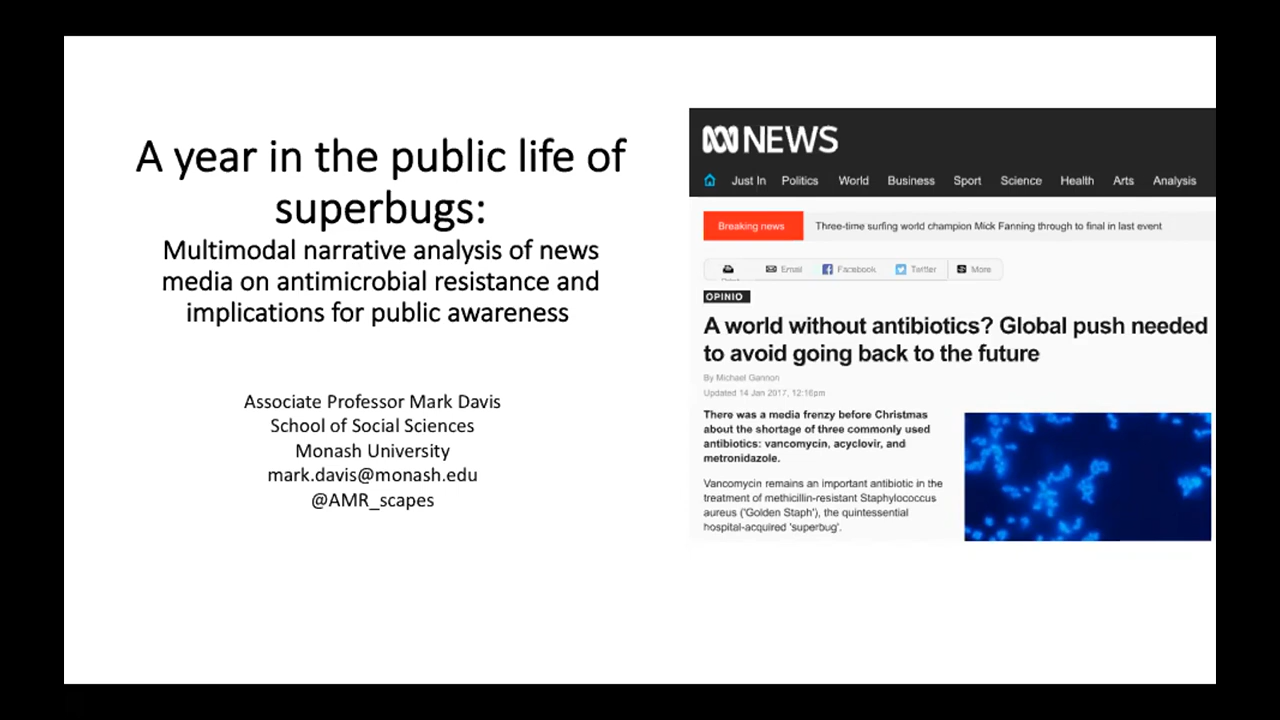 A year in the public life of
superbugs:
Multimodal narrative analysis of news
media on antimicrobial resistance and
implications for public awareness
Associate Professor Mark Davis
School of Social Sciences
Monash University
mark.davis@monash.edu
@AMR_scapes
NEWS
Just In Politics World Business Sport Science Health Arts Analysis
Breaking news Three-time surfing world champion Mick Fanning through to final in last event
Email Facebook Twitter More
OPINIO
A world without antibiotics? Global push needed
to avoid going back to the future
By Michael Gannon
Updated 14 Jan 2017, 12:16pm
There was a media frenzy before Christmas
about the shortage of three commonly used
antibiotics: vancomycin, acyclovir, and
metronidazole.
Vancomycin remains an important antibiotic in the
treatment of methicillin-resistant Staphylococcus
aureus ('Golden Staph'), the quintessential
hospital-acquired 'superbug'.